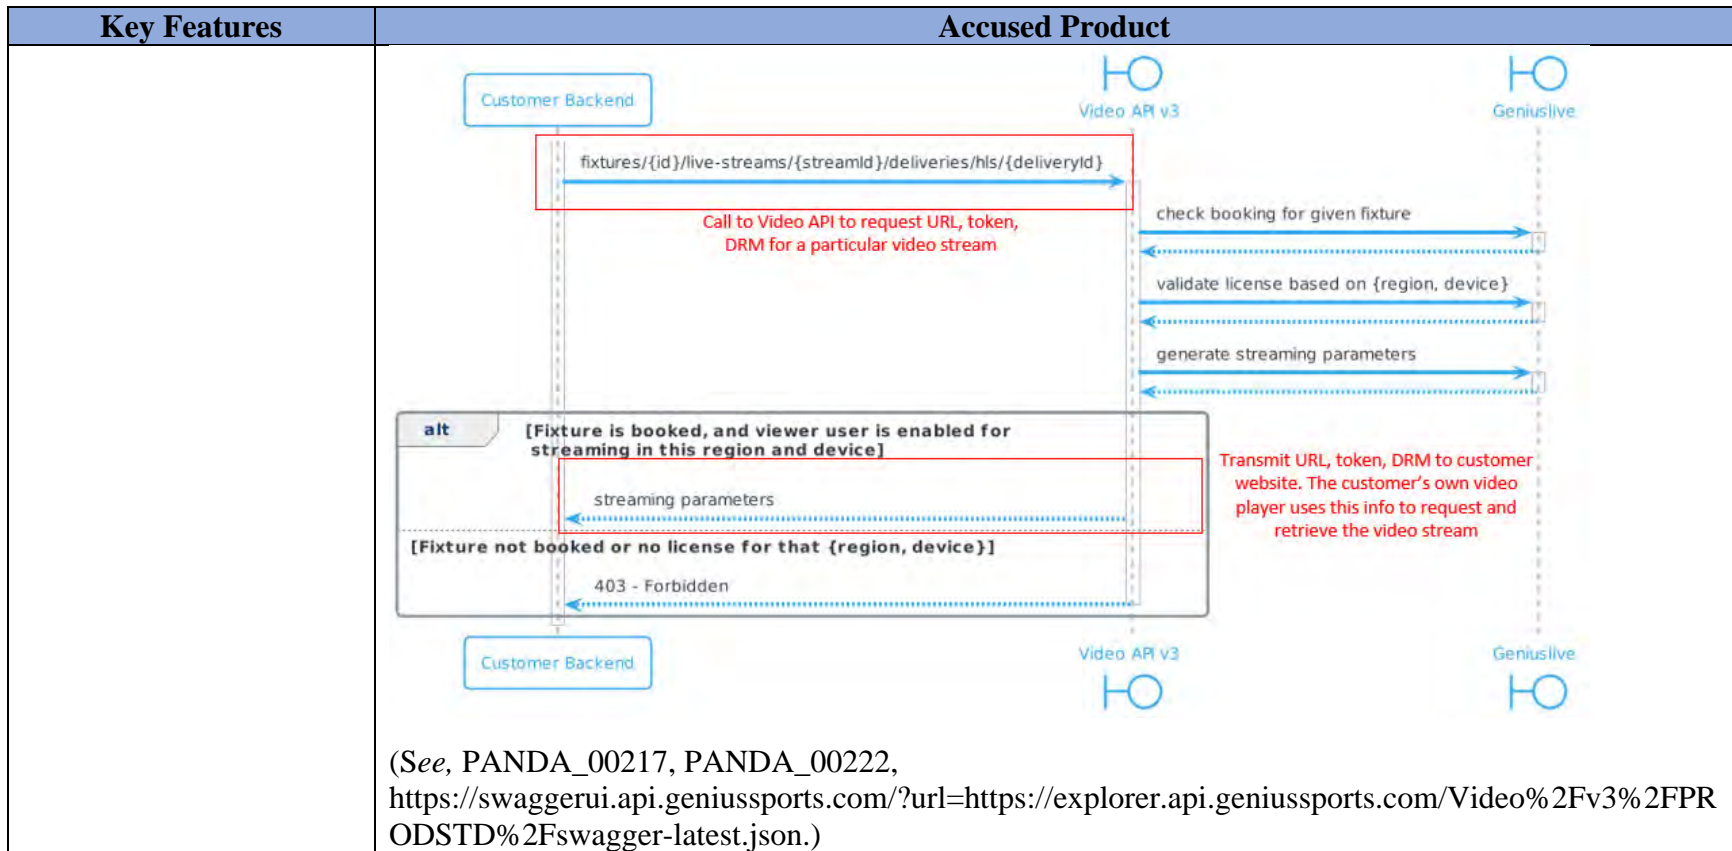 Key Features
Accused Product
Customer Backend
Video API v3
Geniuslive
fixtures/{id}/live-streams/{streamId}/deliveries/hls/{deliveryId}
Call to Video API to request URL, token,
DRM for a particular video stream
check booking for given fixture
validate license based on {region, device}
generate streaming parameters
alt
[Fixture is booked, and viewer user is enabled for
streaming in this region and device]
Transmit URL, token, DRM to customer
website. The customer's own video
player uses this info to request and
retrieve the video stream
streaming parameters
[Fixture not booked or no license for that {region, device}]
403 - Forbidden
Customer Backend
Video API v3
Geniuslive
(See, PANDA_00217, PANDA_00222,
https://swaggerui.api.geniussports.com/?url=https://explorer.api.geniussports.com/Video%2Fv3%2FPR
ODSTD%2Fswagger-latest.json.)